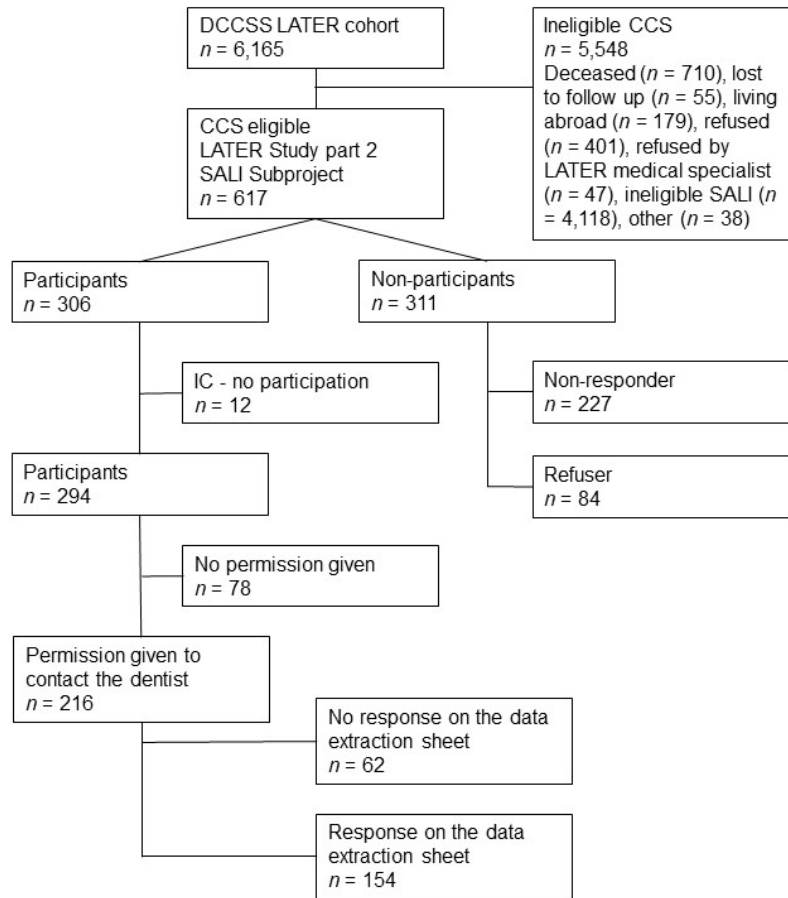 DCCSS LATER cohort
n = 6,165
Ineligible CCS
n = 5,548
Deceased (n = 710), lost
to follow up (n = 55), living
abroad (n = 179), refused
(n = 401), refused by
LATER medical specialist
(n = 47), ineligible SALI (n
= 4,118), other (n = 38)
CCS eligible
LATER Study part 2
SALI Subproject
n = 617
Participants
n = 306
Non-participants
n = 311
IC - no participation
n = 12
Non-responder
n = 227
Participants
n = 294
Refuser
n = 84
No permission given
n = 78
Permission given to
contact the dentist
n = 216
No response on the data
extraction sheet
n = 62
Response on the data
extraction sheet
n = 154